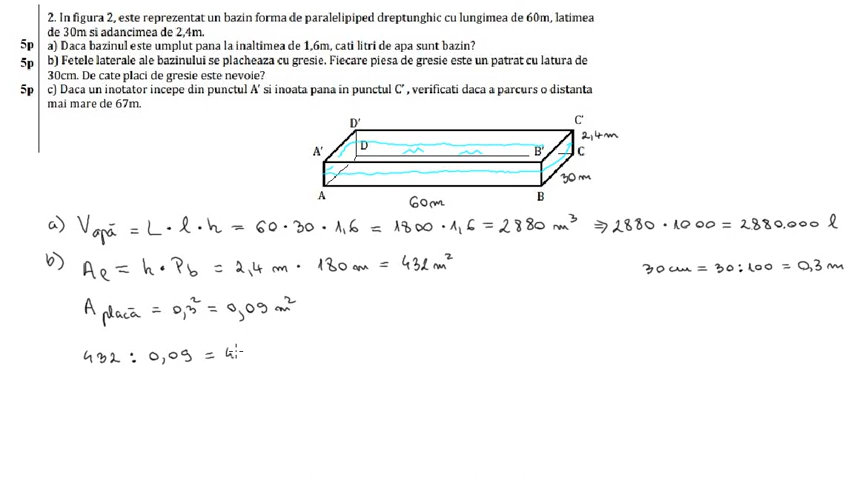 2. In figura 2, este reprezentat un bazin forma de paralelipiped dreptunghic cu lungimea de 60m, latimea
de 30m si adancimea de 2,4m.
5p a) Daca bazinul este umplut pana la inaltimea de 1,6m, cati litri de apa sunt bazin?
5p b) Fetele laterale ale bazinului se placheaza cu gresie. Fiecare piesa de gresie este un patrat cu latura de
30cm. De cate placi de gresie este nevoie?
5p c) Daca un inotator incepe din punctul A' si inoata pana in punctul C' , verificati daca a parcurs o distanta
mai mare de 67m.
D' C'
2,4m
A' D B' C
30m
A B
60m
a) Vapă = L · l · h = 60 · 30 · 1,6 = 1800 · 1,6 = 2880 m³ ⇒ 2880 · 1000 = 2880.000 l
b) Al = h · Pb = 2,4 m · 180 m = 432 m² 30 cm = 30 : 100 = 0,3 m
A placă = 0,3² = 0,09 m²
432 : 0,09 =